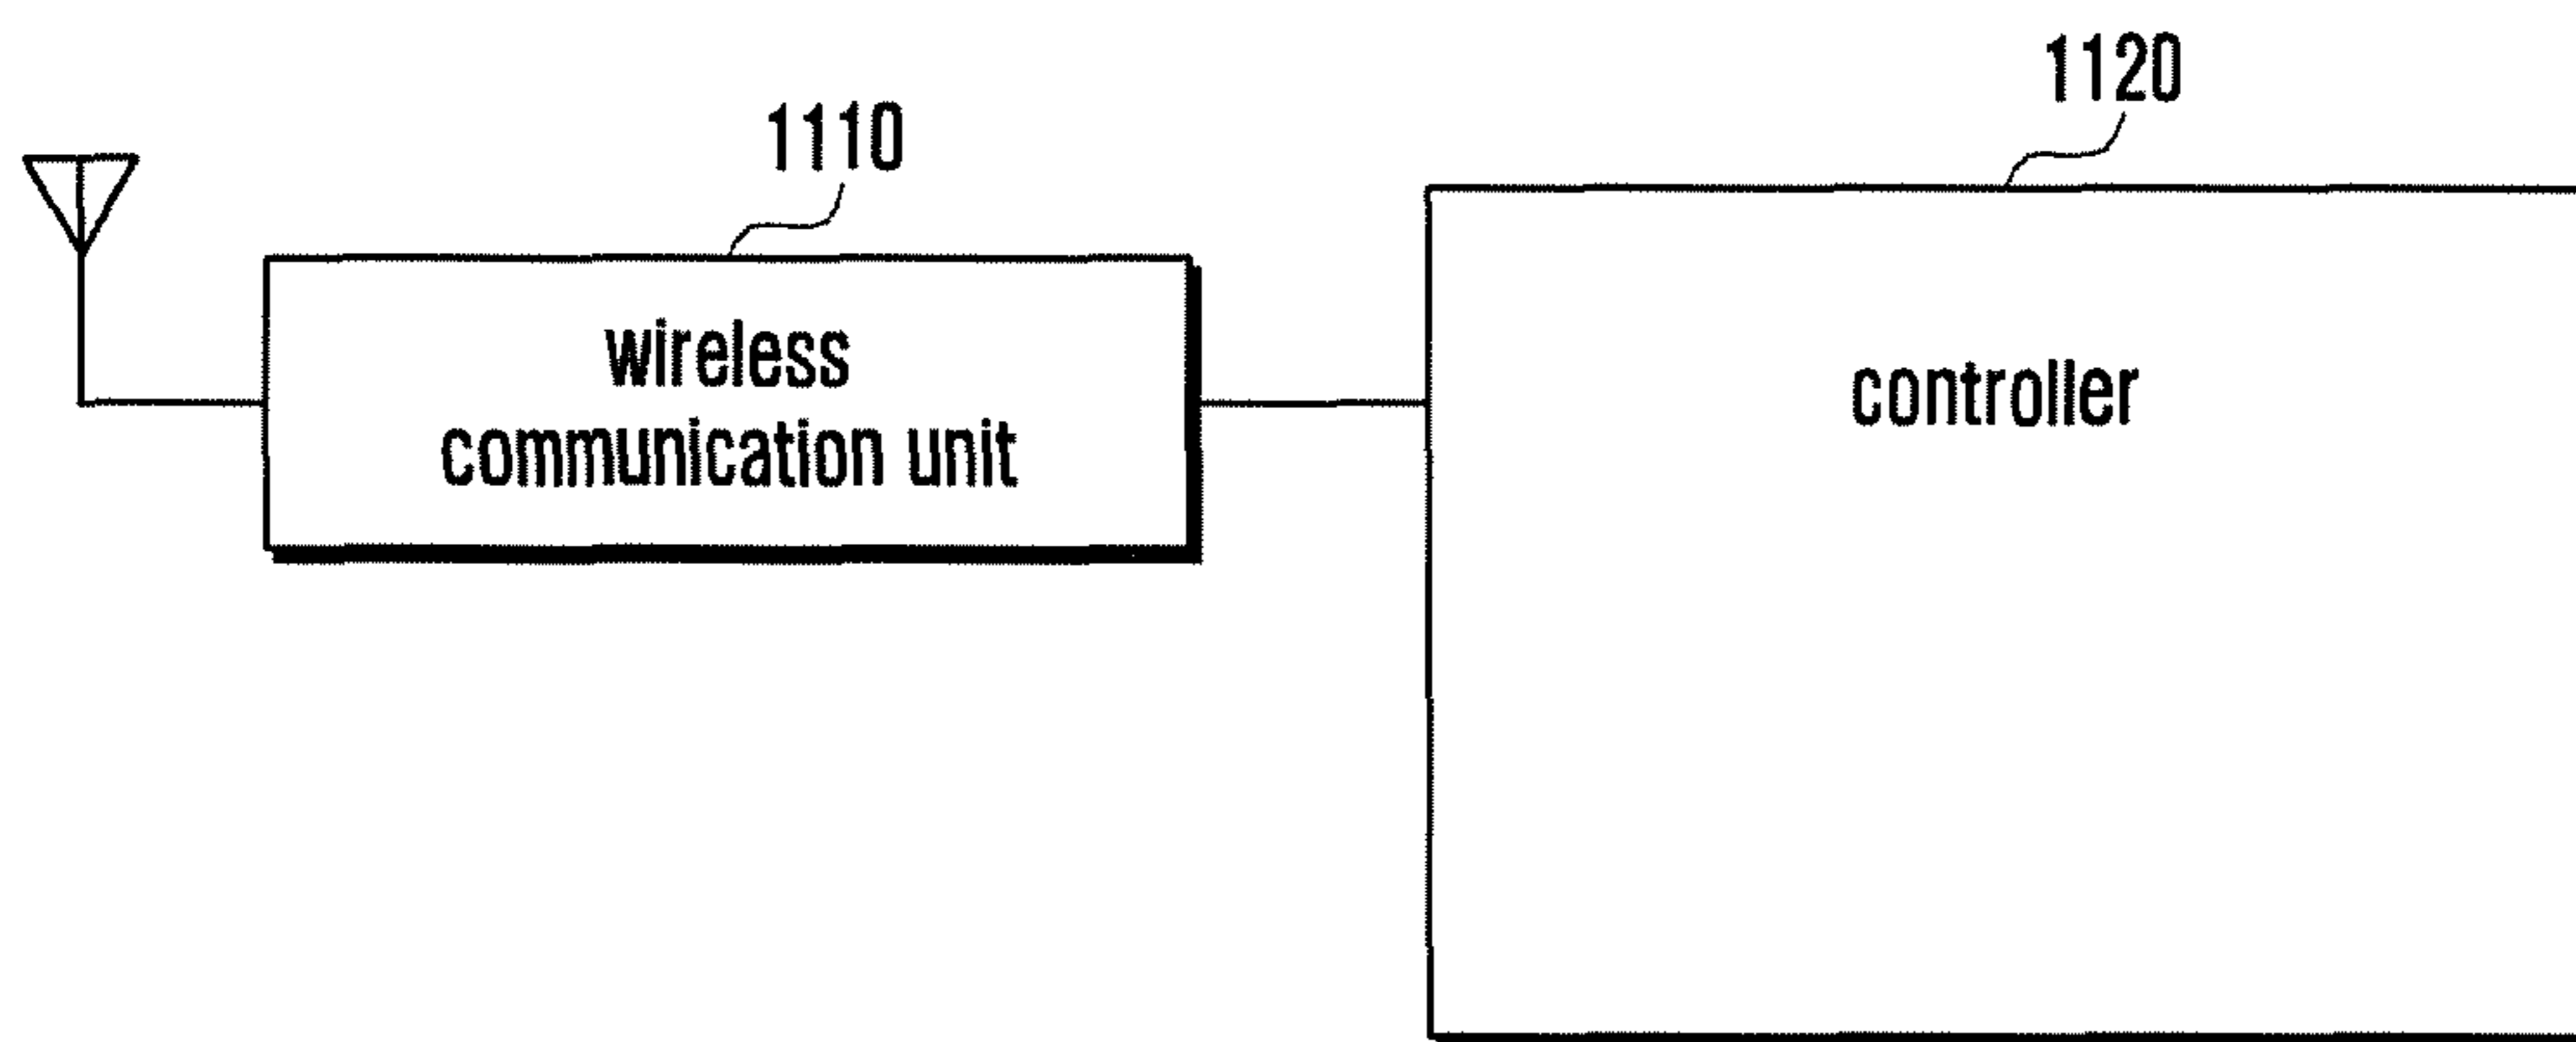 1120
1110
wireless
communication unit
controller